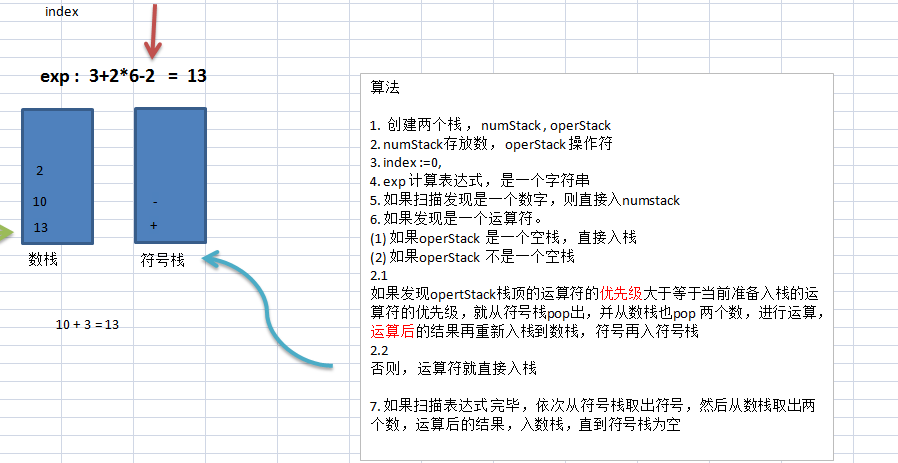 index
exp : 3+2*6-2 = 13
2
10
13
-
+
数栈
符号栈
10 + 3 = 13
算法
1. 创建两个栈 ，numStack , operStack
2. numStack存放数，operStack 操作符
3. index :=0,
4. exp 计算表达式，是一个字符串
5. 如果扫描发现是一个数字，则直接入numstack
6. 如果发现是一个运算符。
(1) 如果operStack 是一个空栈，直接入栈
(2) 如果operStack 不是一个空栈
2.1
如果发现opertStack栈顶的运算符的优先级大于等于当前准备入栈的运
算符的优先级，就从符号栈pop出，并从数栈也pop 两个数，进行运算，
运算后的结果再重新入栈到数栈，符号再入符号栈
2.2
否则，运算符就直接入栈
7. 如果扫描表达式 完毕，依次从符号栈取出符号，然后从数栈取出两
个数，运算后的结果，入数栈，直到符号栈为空